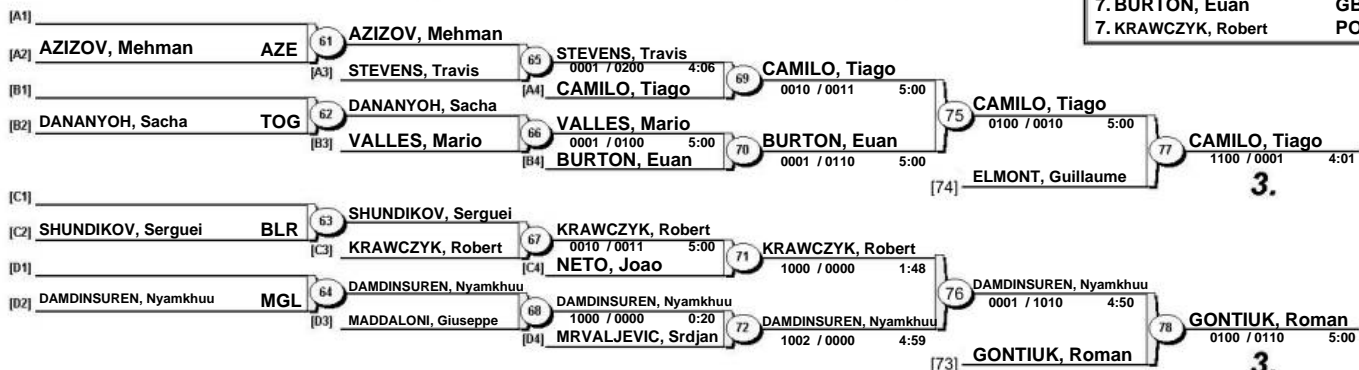 7. BURTON, Euan GB
7. KRAWCZYK, Robert PO
[A1]
[A2] AZIZOV, Mehman AZE
61 AZIZOV, Mehman
[A3] STEVENS, Travis
65 STEVENS, Travis
0001 / 0200 4:06
[A4] CAMILO, Tiago
69 CAMILO, Tiago
0010 / 0011 5:00
[B1]
[B2] DANANYOH, Sacha TOG
62 DANANYOH, Sacha
[B3] VALLES, Mario
66 VALLES, Mario
0001 / 0100 5:00
[B4] BURTON, Euan
70 BURTON, Euan
0001 / 0110 5:00
75 CAMILO, Tiago
0100 / 0010 5:00
[74] ELMONT, Guillaume
77 CAMILO, Tiago
1100 / 0001 4:01
3.
[C1]
[C2] SHUNDIKOV, Serguei BLR
63 SHUNDIKOV, Serguei
[C3] KRAWCZYK, Robert
67 KRAWCZYK, Robert
0010 / 0011 5:00
[C4] NETO, Joao
71 KRAWCZYK, Robert
1000 / 0000 1:48
[D1]
[D2] DAMDINSUREN, Nyamkhuu MGL
64 DAMDINSUREN, Nyamkhuu
[D3] MADDALONI, Giuseppe
68 DAMDINSUREN, Nyamkhuu
1000 / 0000 0:20
[D4] MRVALJEVIC, Srdjan
72 DAMDINSUREN, Nyamkhuu
1002 / 0000 4:59
76 DAMDINSUREN, Nyamkhuu
0001 / 1010 4:50
[73] GONTIUK, Roman
78 GONTIUK, Roman
0100 / 0110 5:00
3.